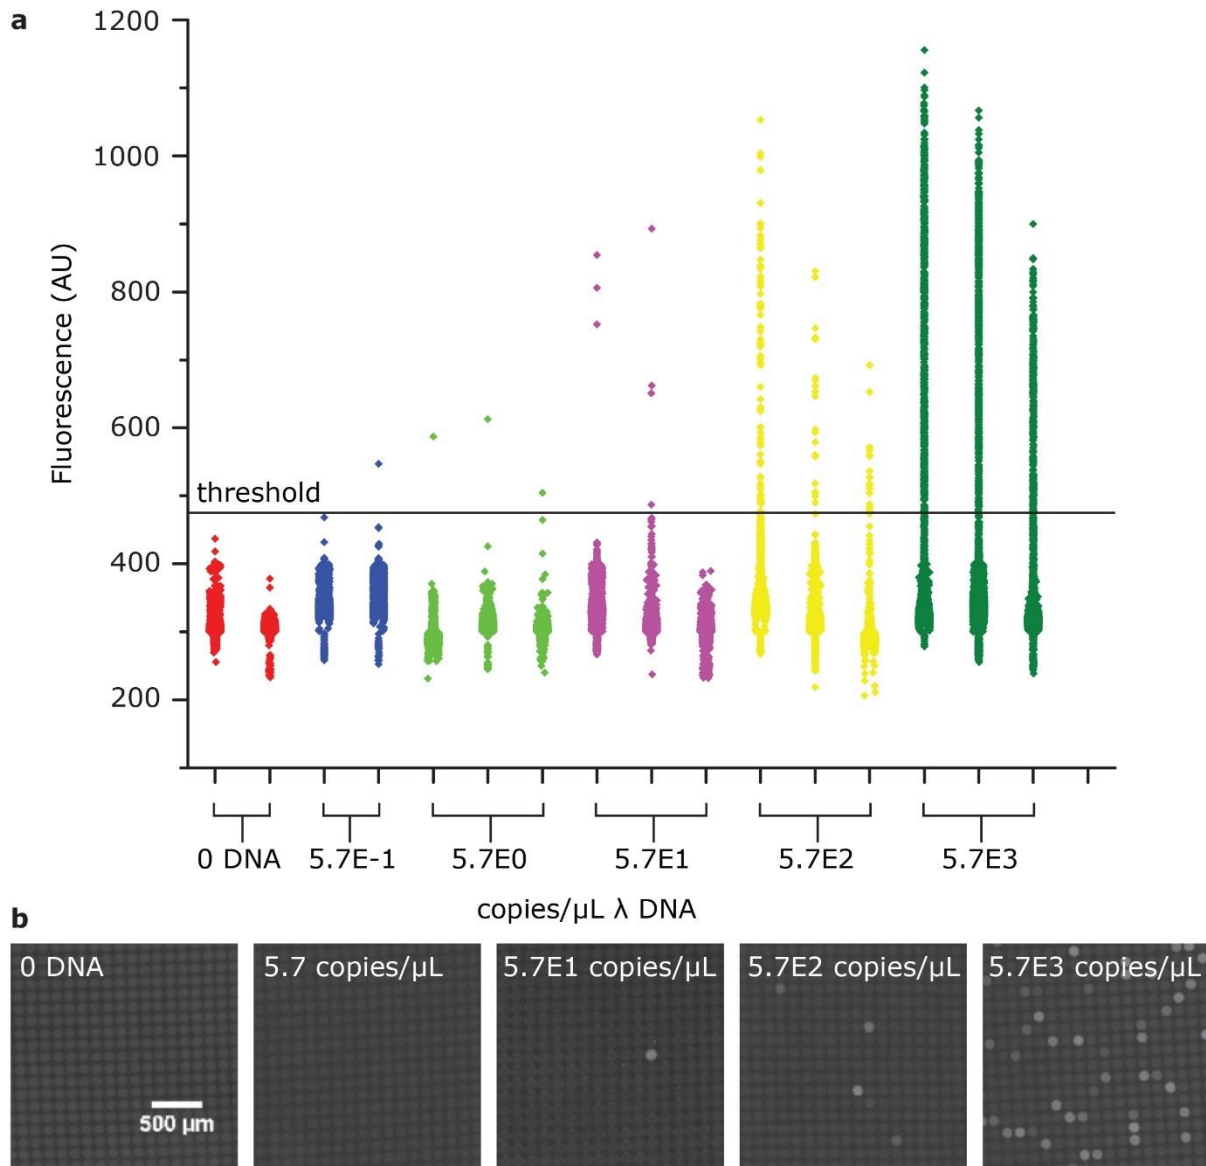 a
1200
1000
800
600
400
200
Fluorescence (AU)
threshold
0 DNA
5.7E-1
5.7E0
5.7E1
5.7E2
5.7E3
copies/µL λ DNA
b
0 DNA
500 µm
5.7 copies/µL
5.7E1 copies/µL
5.7E2 copies/µL
5.7E3 copies/µL